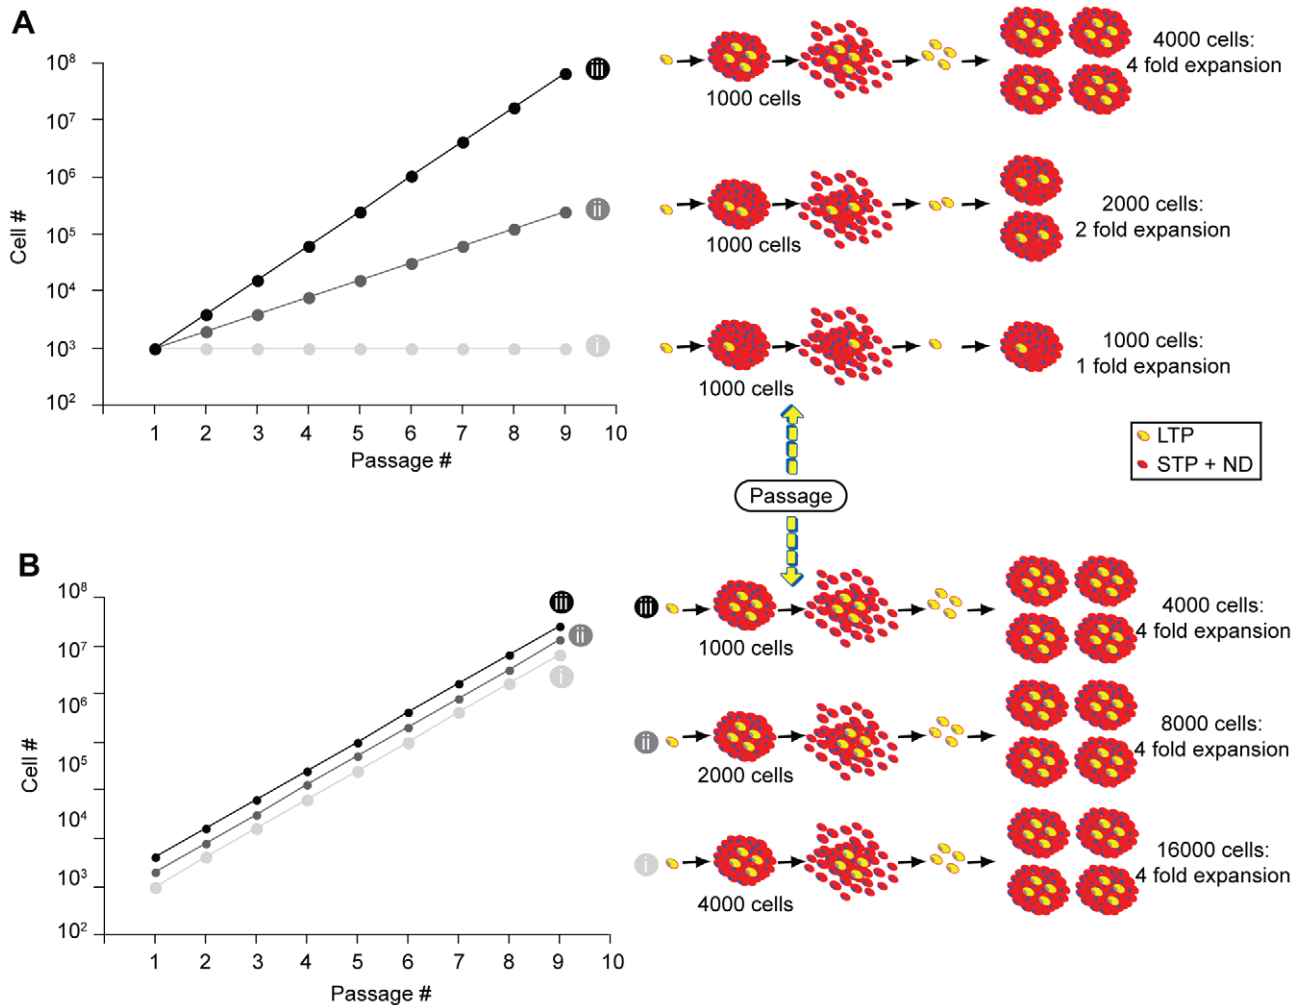 A
10⁸
10⁷
10⁶
10⁵
10⁴
10³
10²
Cell #
1 2 3 4 5 6 7 8 9 10
Passage #
iii
ii
i
1000 cells
4000 cells:
4 fold expansion
1000 cells
2000 cells:
2 fold expansion
1000 cells
1000 cells:
1 fold expansion
LTP
STP + ND
Passage
B
10⁸
10⁷
10⁶
10⁵
10⁴
10³
10²
Cell #
1 2 3 4 5 6 7 8 9 10
Passage #
iii
ii
i
iii
1000 cells
4000 cells:
4 fold expansion
ii
2000 cells
8000 cells:
4 fold expansion
i
4000 cells
16000 cells:
4 fold expansion